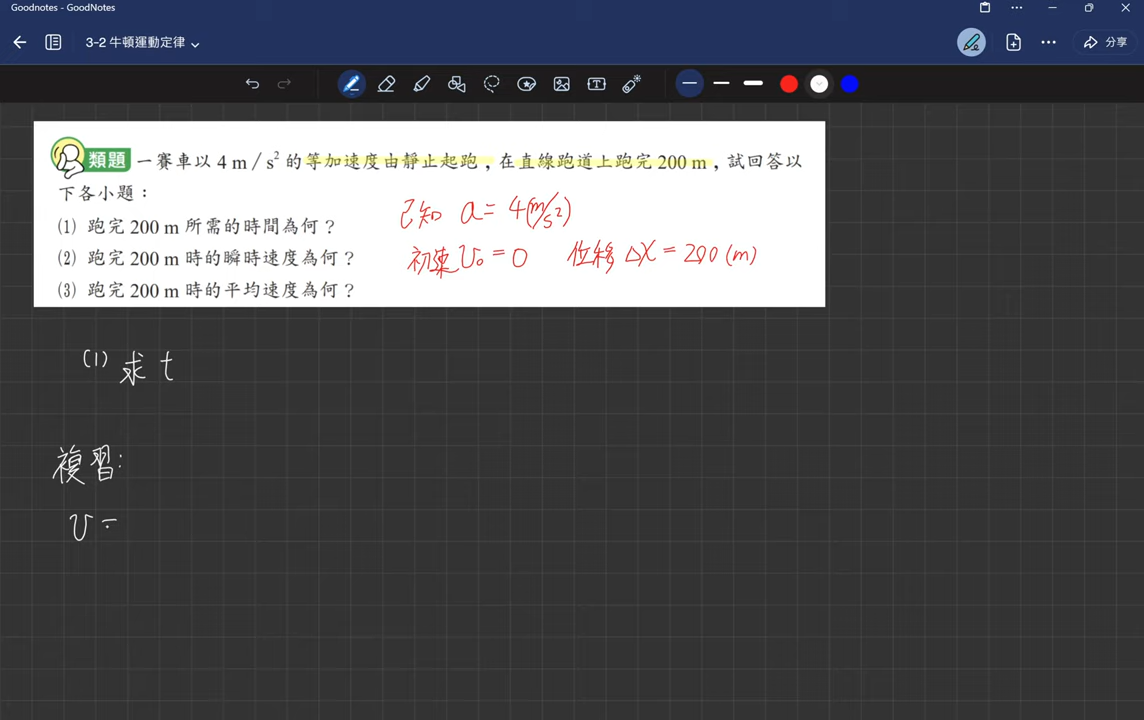 Goodnotes - GoodNotes
3-2 牛頓運動定律
分享
類題 一賽車以 4 m / s² 的等加速度由靜止起跑，在直線跑道上跑完 200 m，試回答以
下各小題：
(1) 跑完 200 m 所需的時間為何？
已知 a = 4 (m/s²)
(2) 跑完 200 m 時的瞬時速度為何？
初速 v₀ = 0 位移 ΔX = 200 (m)
(3) 跑完 200 m 時的平均速度為何？
(1) 求 t
複習:
v =